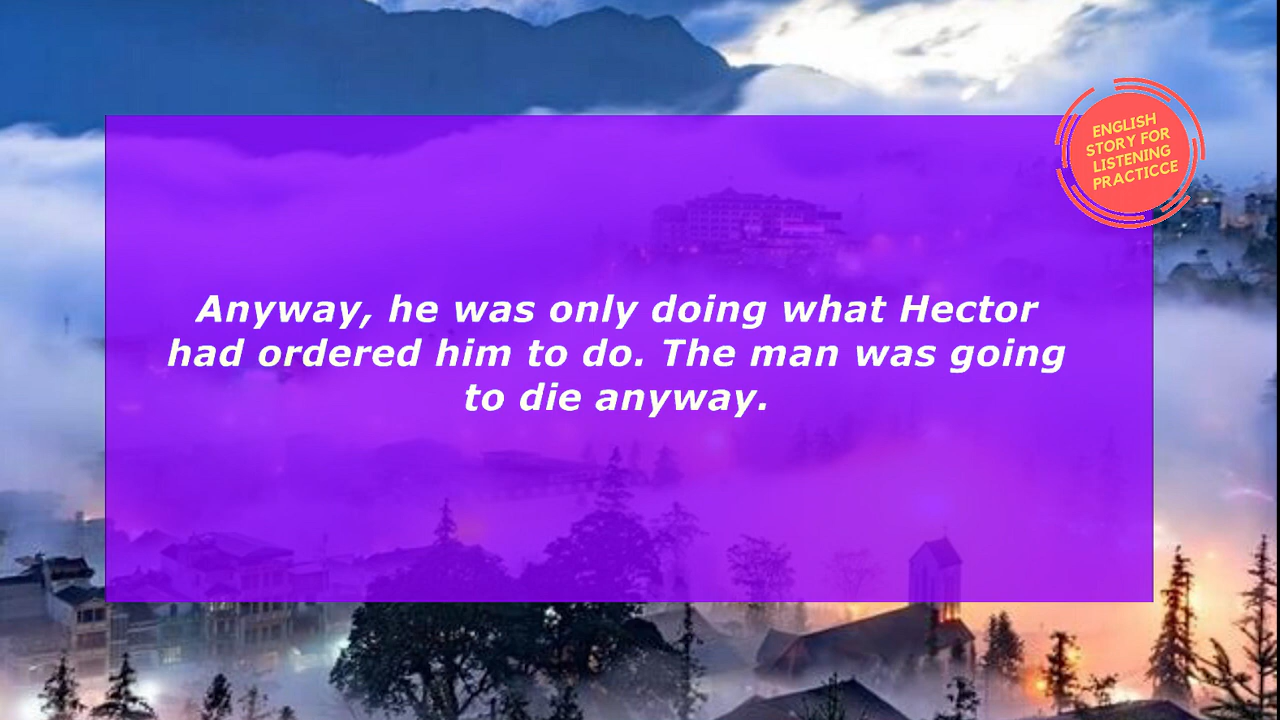 ENGLISH
STORY FOR
LISTENING
PRACTICCE
Anyway, he was only doing what Hector
had ordered him to do. The man was going
to die anyway.